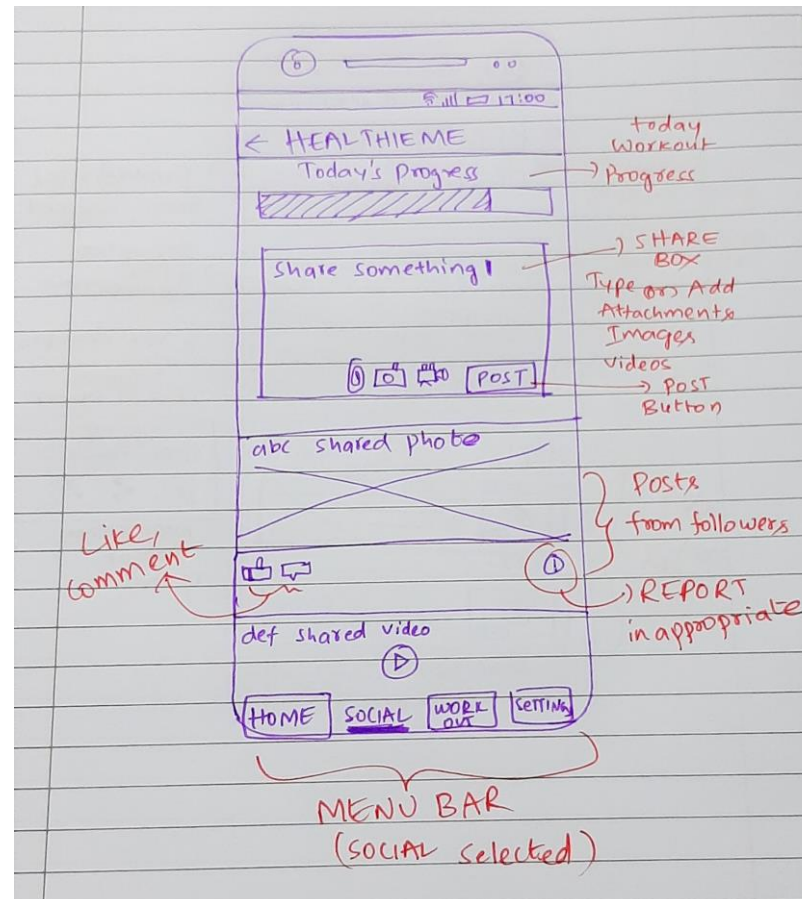 17:00
← HEALTHIEME
Today's Progress
today
workout
Progress
Share something
SHARE
BOX
Type or Add
Attachments
Images
Videos
POST
POST
Button
abc shared photo
Posts
from followers
Like,
comment
REPORT
inappropriate
def shared video
HOME SOCIAL WORK OUT SETTING
MENU BAR
(SOCIAL selected)